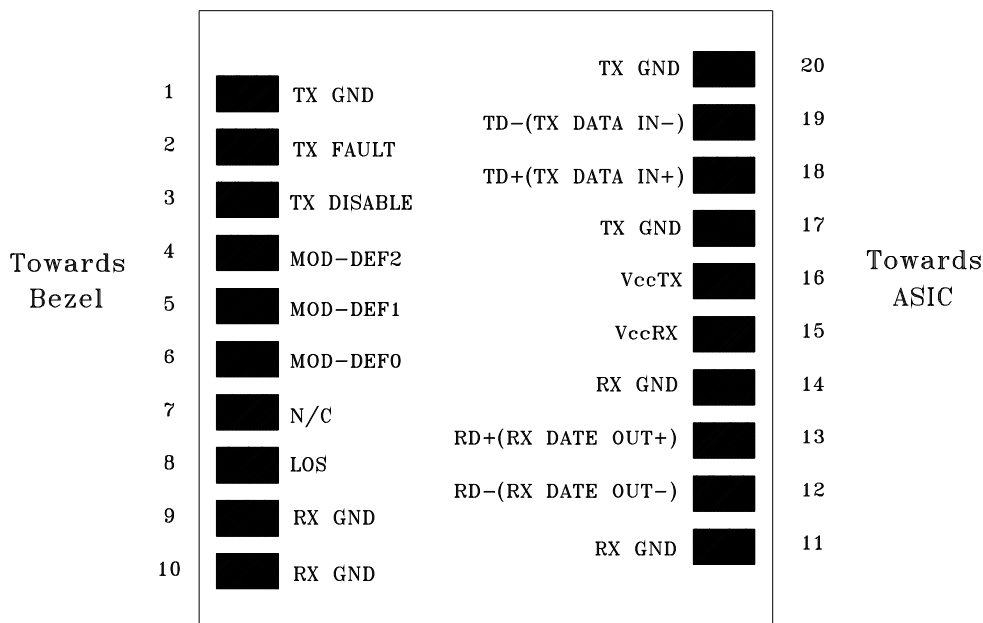 TX GND 20
1 TX GND
TD-(TX DATA IN-) 19
2 TX FAULT
TD+(TX DATA IN+) 18
3 TX DISABLE
TX GND 17
4 MOD-DEF2
Towards
Bezel
VccTX 16
Towards
ASIC
5 MOD-DEF1
VccRX 15
6 MOD-DEF0
RX GND 14
7 N/C
RD+(RX DATE OUT+) 13
8 LOS
RD-(RX DATE OUT-) 12
9 RX GND
RX GND 11
10 RX GND